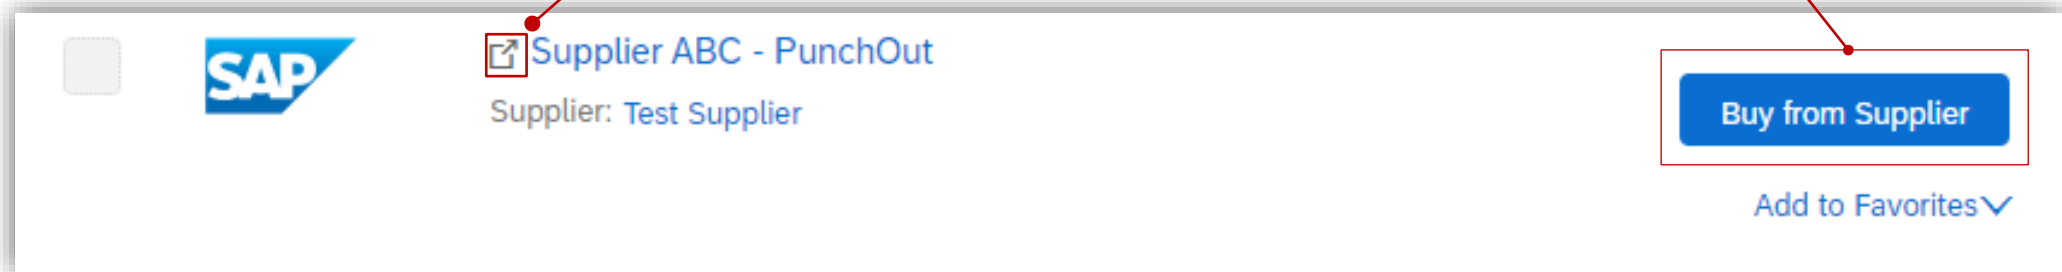 SAP
Supplier ABC - PunchOut
Supplier: Test Supplier
Buy from Supplier
Add to Favorites